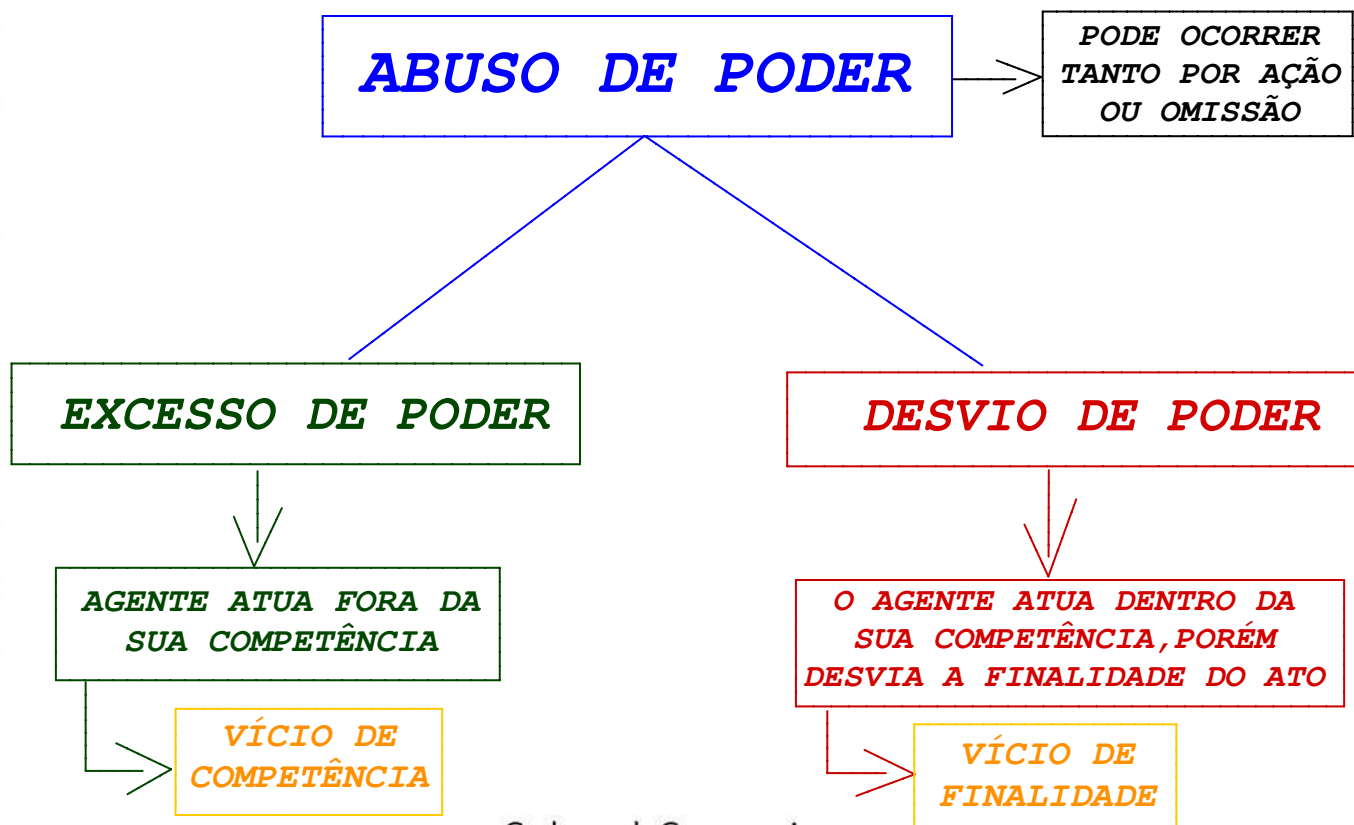 ABUSO DE PODER
PODE OCORRER
TANTO POR AÇÃO
OU OMISSÃO
EXCESSO DE PODER
DESVIO DE PODER
AGENTE ATUA FORA DA
SUA COMPETÊNCIA
O AGENTE ATUA DENTRO DA
SUA COMPETÊNCIA,PORÉM
DESVIA A FINALIDADE DO ATO
VÍCIO DE
COMPETÊNCIA
VÍCIO DE
FINALIDADE